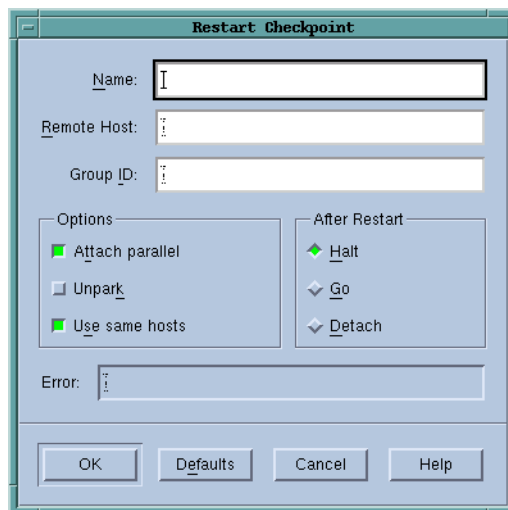 Restart Checkpoint
Name:
Remote Host:
Group ID:
Options
Attach parallel
Unpark
Use same hosts
After Restart
Halt
Go
Detach
Error:
OK
Defaults
Cancel
Help